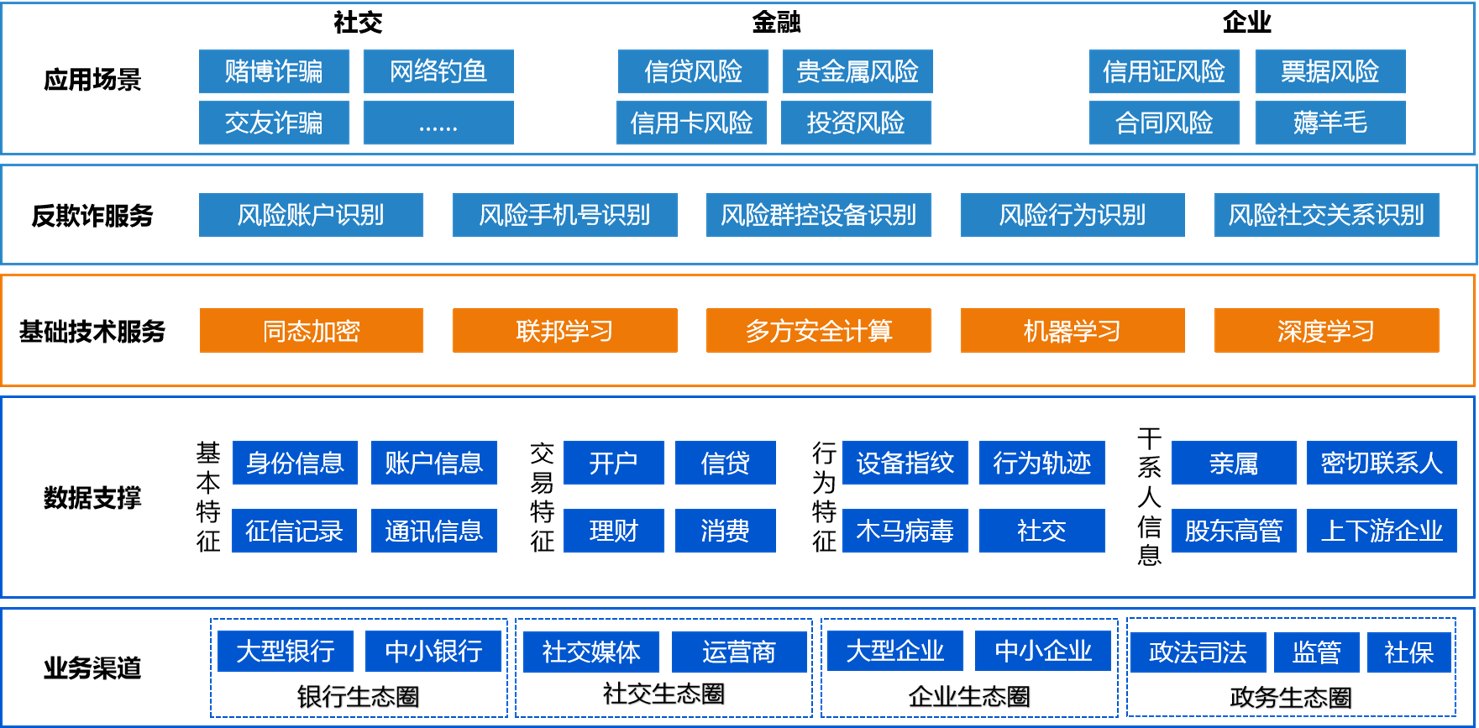 社交
金融
企业
应用场景
赌博诈骗
网络钓鱼
信贷风险
贵金属风险
信用证风险
票据风险
交友诈骗
......
信用卡风险
投资风险
合同风险
薅羊毛
反欺诈服务
风险账户识别
风险手机号识别
风险群控设备识别
风险行为识别
风险社交关系识别
基础技术服务
同态加密
联邦学习
多方安全计算
机器学习
深度学习
数据支撑
基本特征
身份信息
账户信息
征信记录
通讯信息
交易特征
开户
信贷
理财
消费
行为特征
设备指纹
行为轨迹
木马病毒
社交
干系人信息
亲属
密切联系人
股东高管
上下游企业
业务渠道
大型银行
中小银行
银行生态圈
社交媒体
运营商
社交生态圈
大型企业
中小企业
企业生态圈
政法司法
监管
社保
政务生态圈